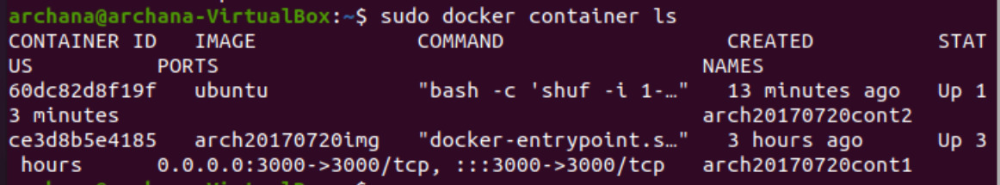 archana@archana-VirtualBox:~$ sudo docker container ls
CONTAINER ID   IMAGE             COMMAND                  CREATED          STAT
US          PORTS                                       NAMES
60dc82d8f19f   ubuntu            "bash -c 'shuf -i 1-…"   13 minutes ago   Up 1
3 minutes                                               arch20170720cont2
ce3d8b5e4185   arch20170720img   "docker-entrypoint.s…"   3 hours ago      Up 3
 hours      0.0.0.0:3000->3000/tcp, :::3000->3000/tcp   arch20170720cont1